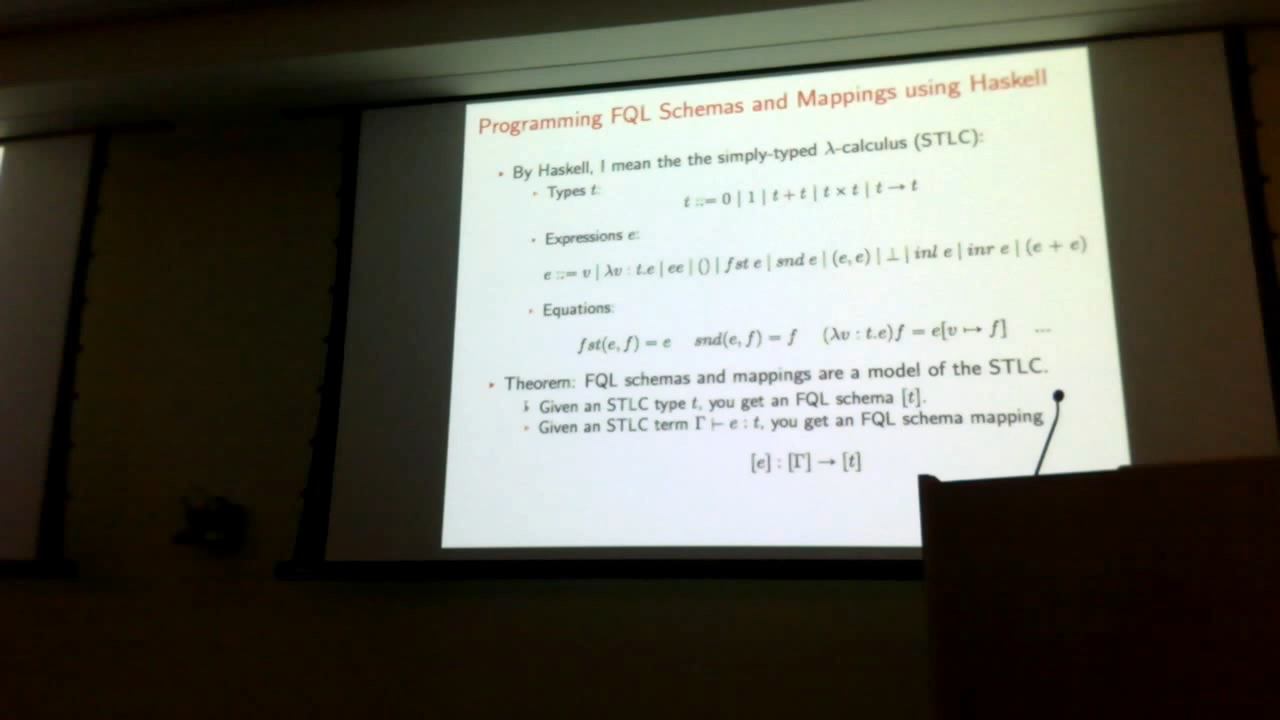 Programming FQL Schemas and Mappings using Haskell
By Haskell, I mean the the simply-typed λ-calculus (STLC):
Types t:
t ::= 0 | 1 | t + t | t × t | t → t
Expressions e:
e ::= v | λv : t.e | ee | () | fst e | snd e | (e, e) | ⊥ | inl e | inr e | (e + e)
Equations:
fst(e, f) = e snd(e, f) = f (λv : t.e)f = e[v ↦ f] ...
Theorem: FQL schemas and mappings are a model of the STLC.
Given an STLC type t, you get an FQL schema [t].
Given an STLC term Γ ⊢ e : t, you get an FQL schema mapping
[e] : [Γ] → [t]